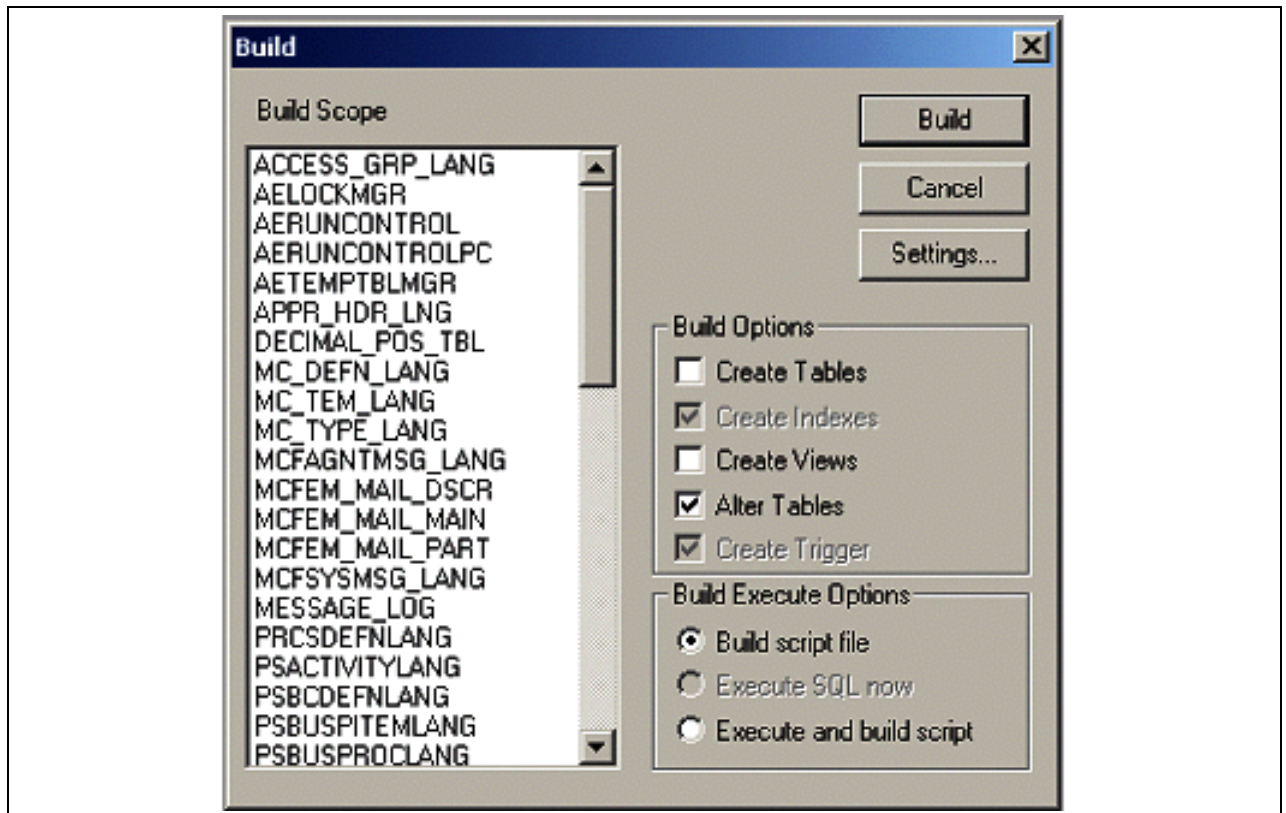 Build
Build Scope
ACCESS_GRP_LANG
AELOCKMGR
AERUNCONTROL
AERUNCONTROLPC
AETEMPTBLMGR
APPR_HDR_LNG
DECIMAL_POS_TBL
MC_DEFN_LANG
MC_TEM_LANG
MC_TYPE_LANG
MCFAGNTMSG_LANG
MCFEM_MAIL_DSCR
MCFEM_MAIL_MAIN
MCFEM_MAIL_PART
MCFSYSMSG_LANG
MESSAGE_LOG
PRCSDEFNLANG
PSACTIVITYLANG
PSBCDEFNLANG
PSBUSPITEMLANG
PSBUSPROCLANG
Build
Cancel
Settings...
Build Options
Create Tables
Create Indexes
Create Views
Alter Tables
Create Trigger
Build Execute Options
Build script file
Execute SQL now
Execute and build script